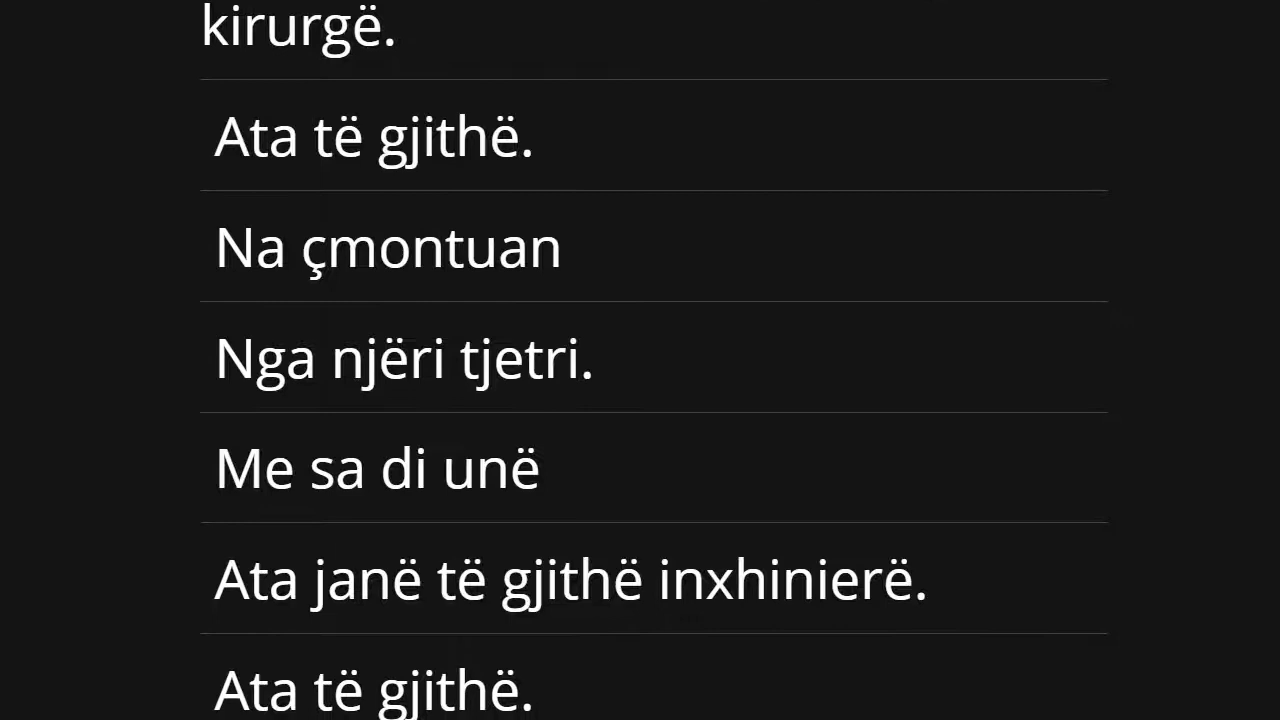 kirurgë.
Ata të gjithë.
Na çmontuan
Nga njëri tjetri.
Me sa di unë
Ata janë të gjithë inxhinierë.
Ata të gjithë.